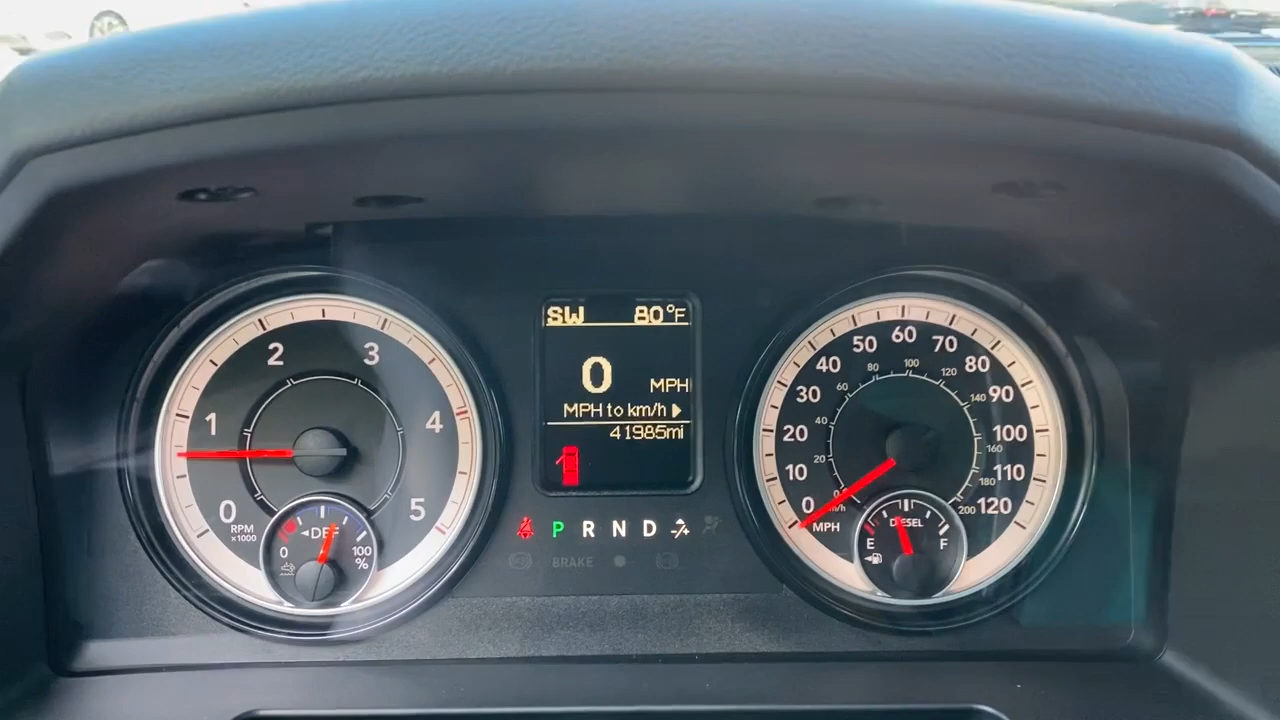 SW 80°F
0 MPH
MPH to km/h
41985mi
0 1 2 3 4 5
RPM
x1000
DEF
0 100
%
P R N D
BRAKE
0 10 20 30 40 50 60 70 80 90 100 110 120
MPH
0 20 40 60 80 100 120 140 160 180 200
km/h
DIESEL
E F